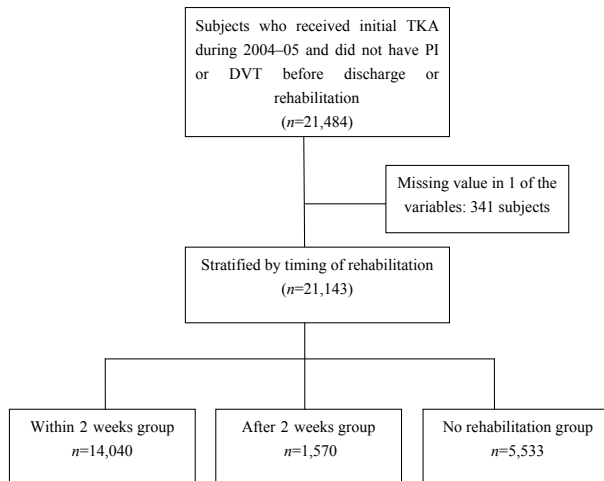 Subjects who received initial TKA
during 2004–05 and did not have PI
or DVT before discharge or
rehabilitation
(n=21,484)
Missing value in 1 of the
variables: 341 subjects
Stratified by timing of rehabilitation
(n=21,143)
Within 2 weeks group
n=14,040
After 2 weeks group
n=1,570
No rehabilitation group
n=5,533